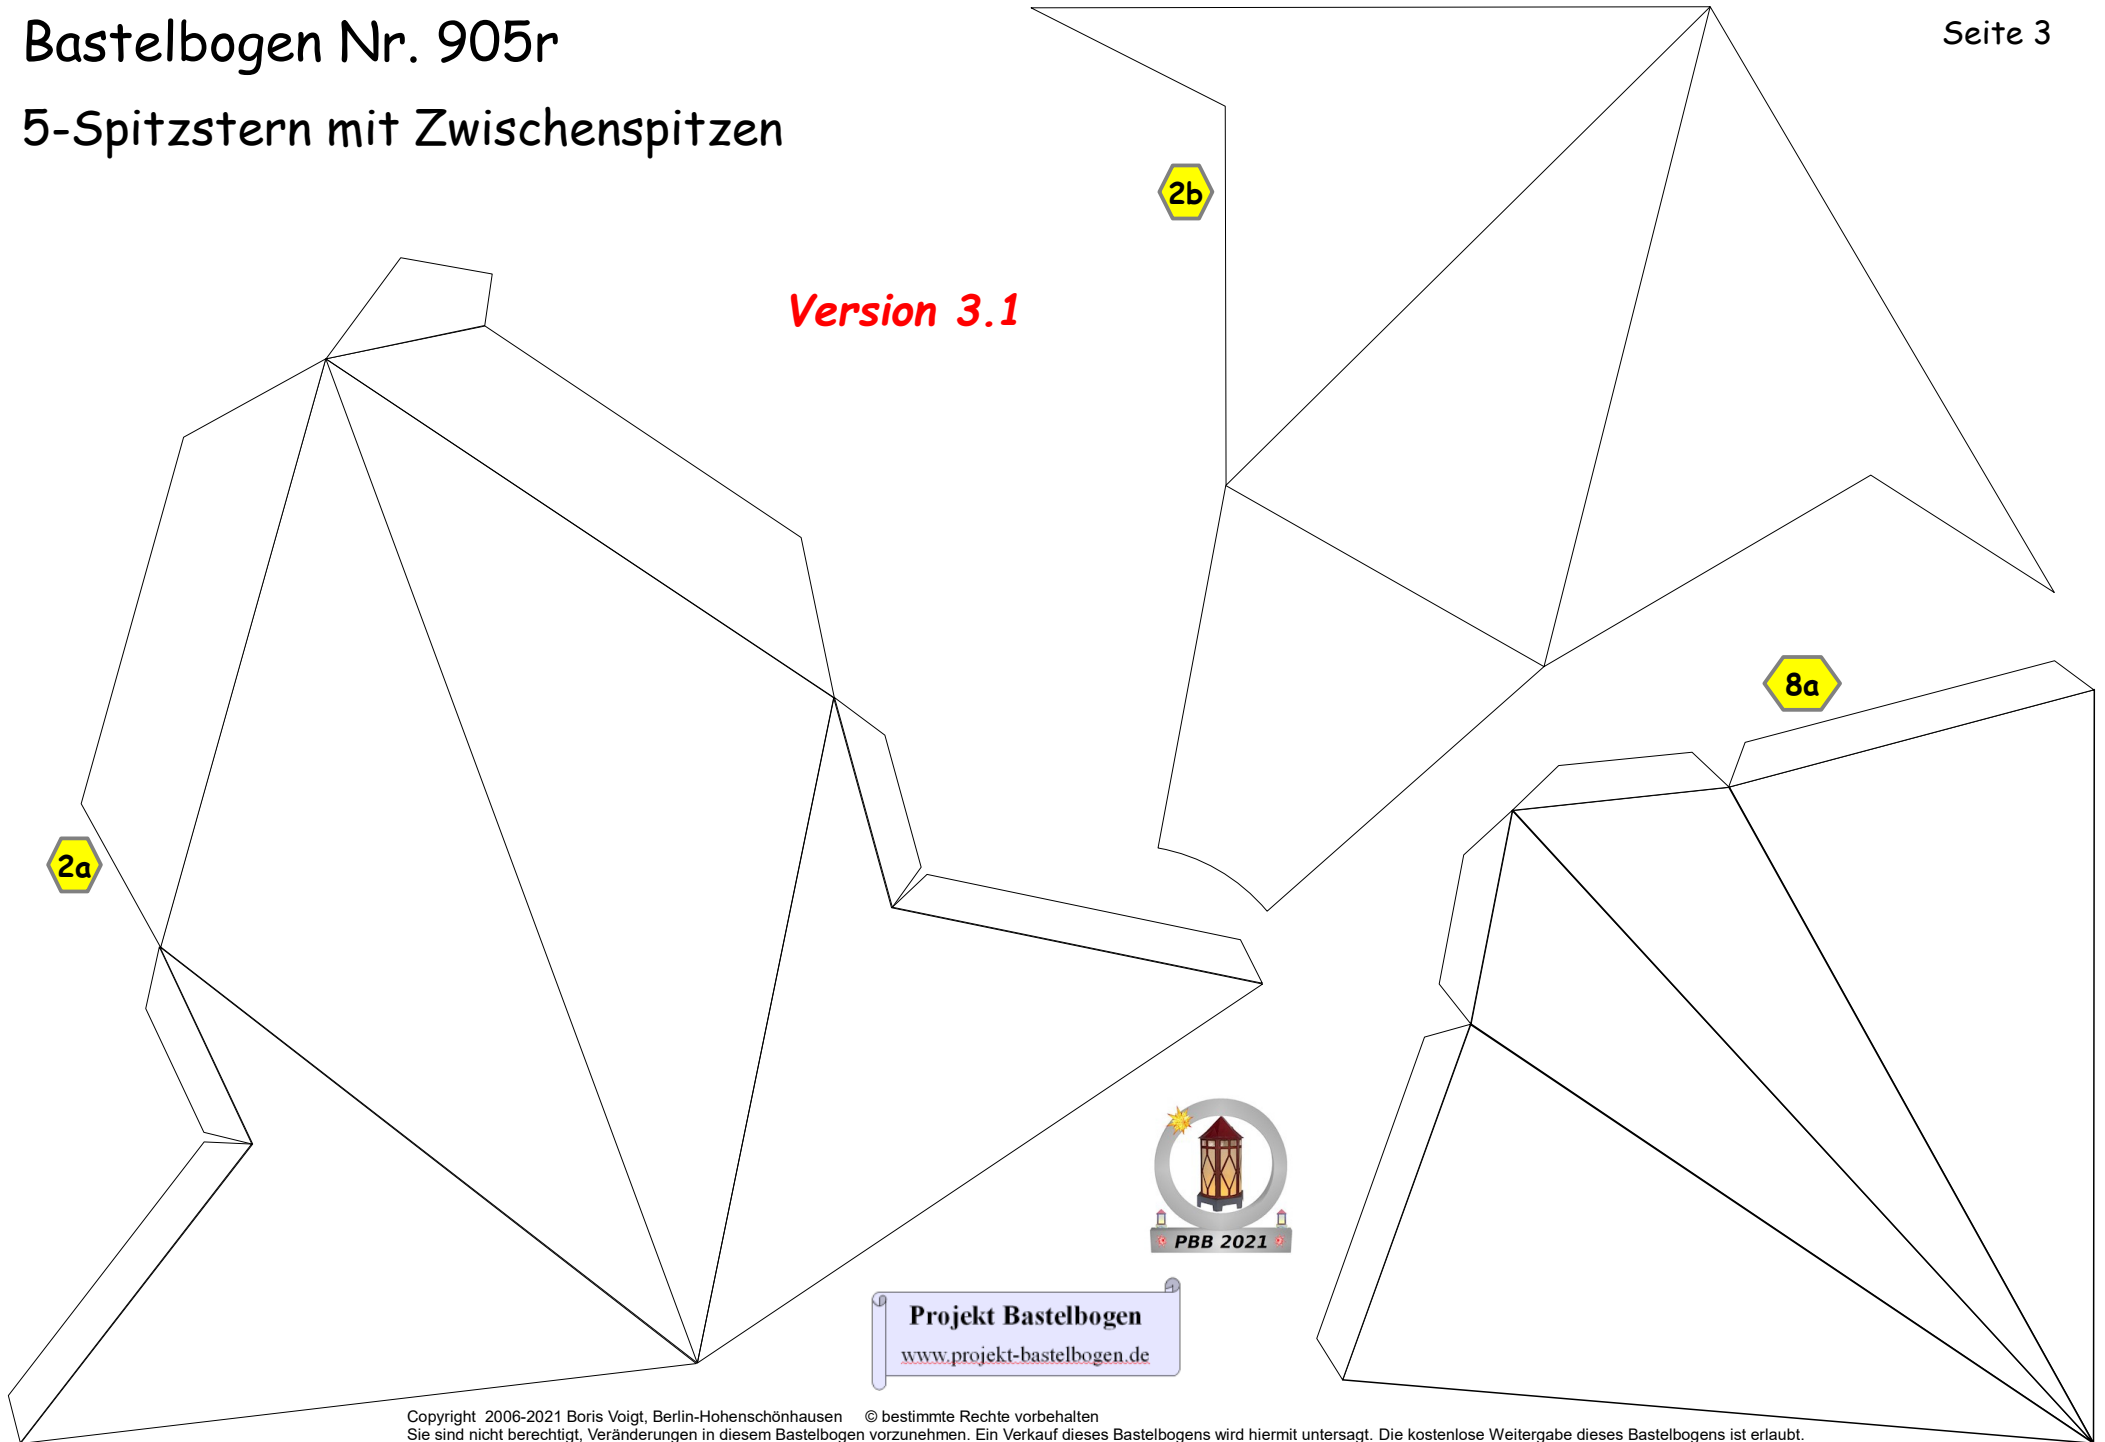 Bastelbogen Nr. 905r
Seite 3
5-Spitzstern mit Zwischenspitzen
2b
Version 3.1
8a
2a
PBB 2021
Projekt Bastelbogen
www.projekt-bastelbogen.de
Copyright 2006-2021 Boris Voigt, Berlin-Hohenschönhausen © bestimmte Rechte vorbehalten
Sie sind nicht berechtigt, Veränderungen in diesem Bastelbogen vorzunehmen. Ein Verkauf dieses Bastelbogens wird hiermit untersagt. Die kostenlose Weitergabe dieses Bastelbogens ist erlaubt.